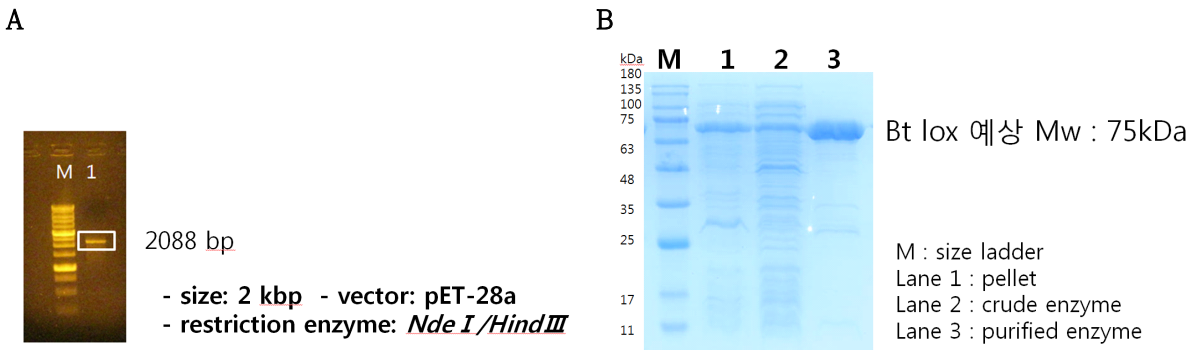 A
M 1
2088 bp
- size: 2 kbp - vector: pET-28a
- restriction enzyme: Nde Ⅰ/Hind Ⅲ
B
kDa M 1 2 3
180
135
100
75
63
48
35
25
17
11
Bt lox 예상 Mw : 75kDa
M : size ladder
Lane 1 : pellet
Lane 2 : crude enzyme
Lane 3 : purified enzyme